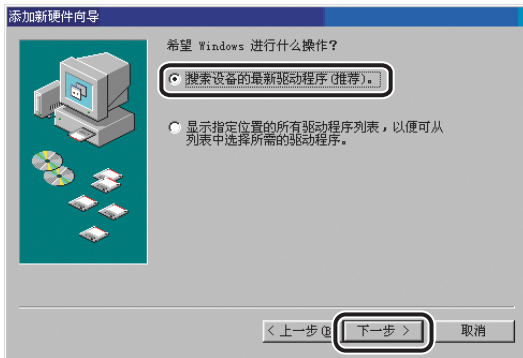 添加新硬件向导
希望 Windows 进行什么操作?
搜索设备的最新驱动程序(推荐)。
显示指定位置的所有驱动程序列表，以便可从
列表中选择所需的驱动程序。
< 上一步(B 下一步 > 取消